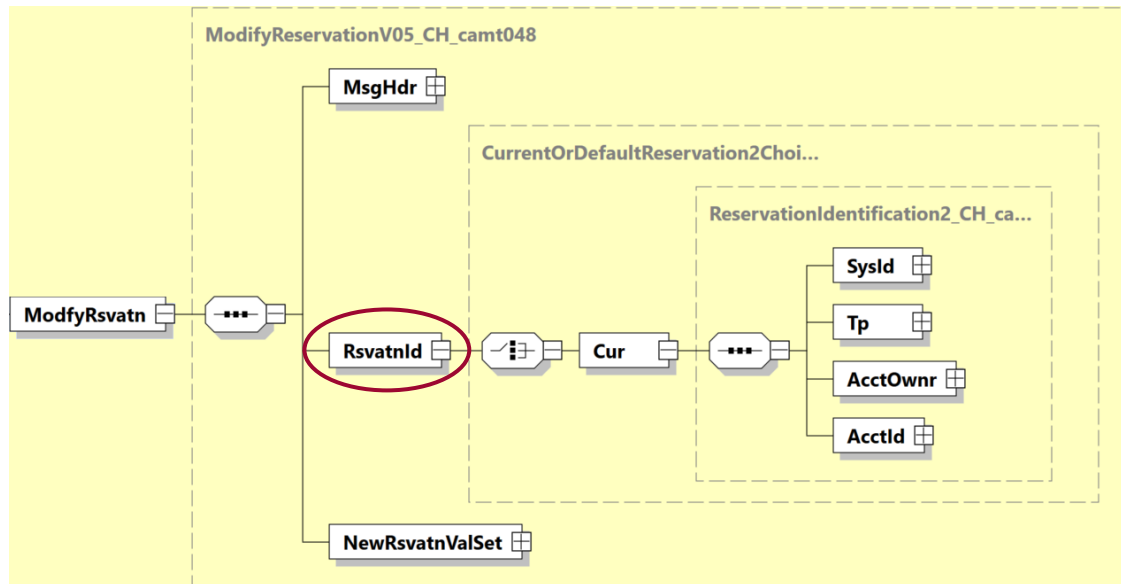 ModifyReservationV05_CH_camt048
MsgHdr
CurrentOrDefaultReservation2Choi...
ReservationIdentification2_CH_ca...
SysId
Tp
ModfyRsvatn
RsvatnId
Cur
AcctOwnr
AcctId
NewRsvatnValSet